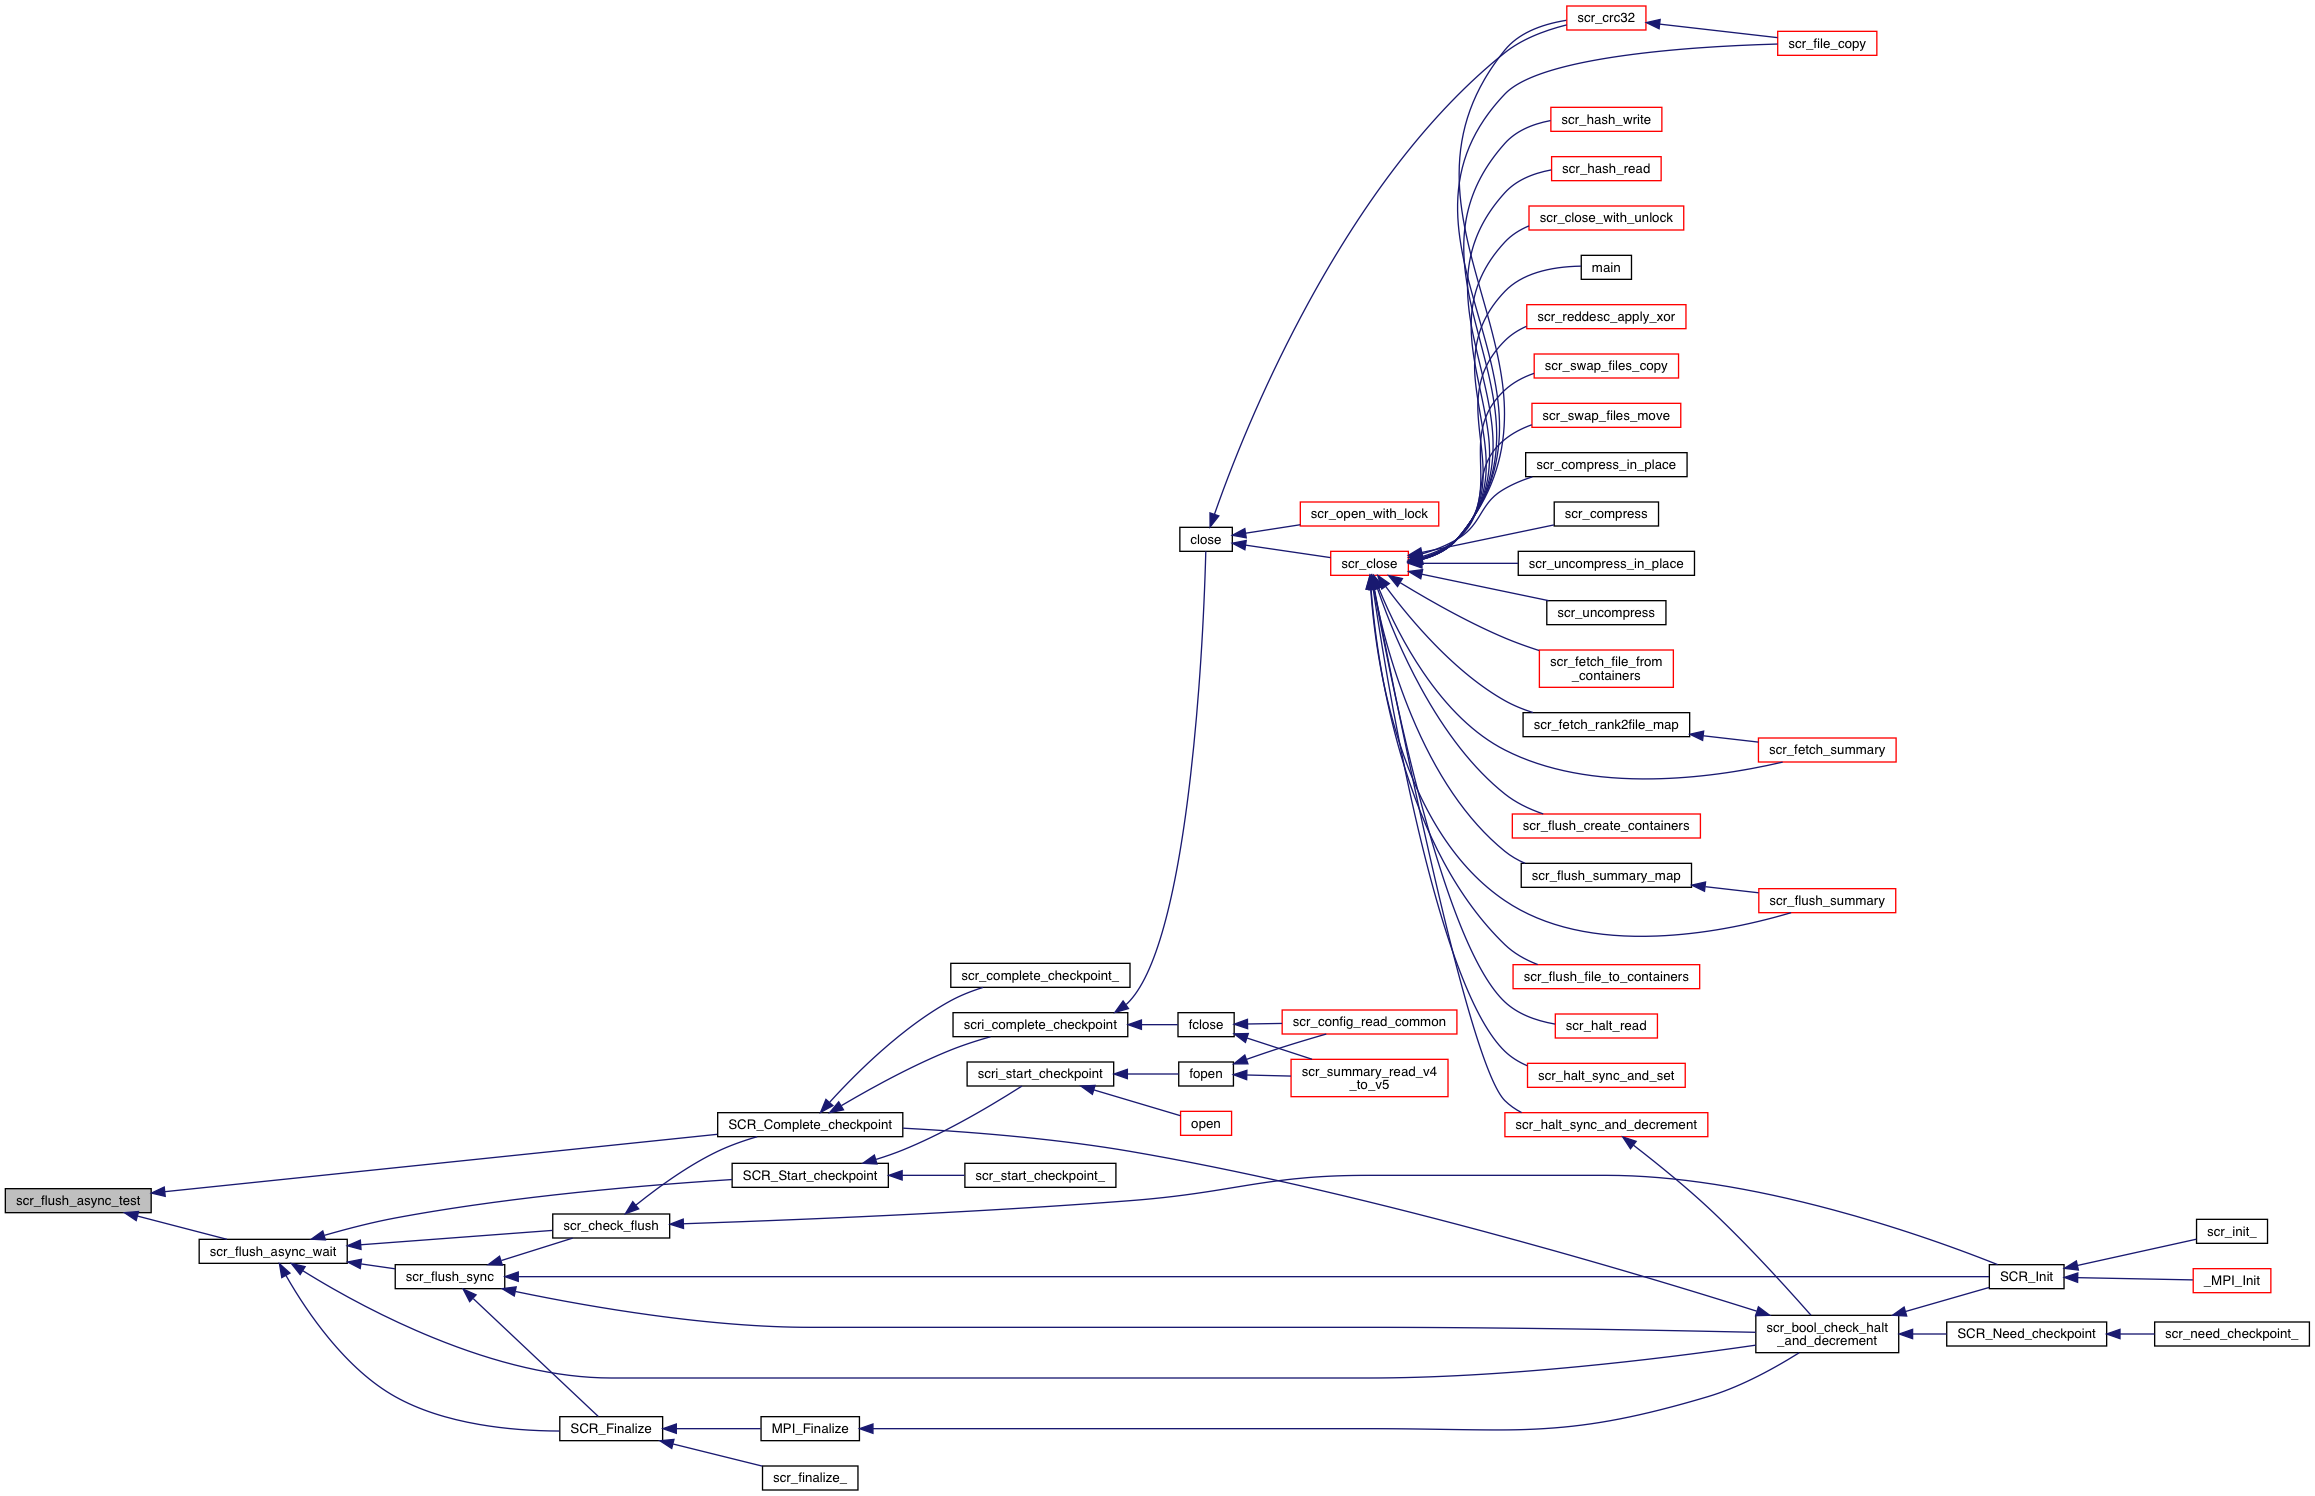 scr_crc32
scr_file_copy
scr_hash_write
scr_hash_read
scr_close_with_unlock
main
scr_reddesc_apply_xor
scr_swap_files_copy
scr_swap_files_move
scr_compress_in_place
scr_open_with_lock
scr_compress
close
scr_close
scr_uncompress_in_place
scr_uncompress
scr_fetch_file_from
_containers
scr_fetch_rank2file_map
scr_fetch_summary
scr_flush_create_containers
scr_flush_summary_map
scr_flush_summary
scr_complete_checkpoint_
scr_flush_file_to_containers
scri_complete_checkpoint
fclose
scr_config_read_common
scr_halt_read
scri_start_checkpoint
fopen
scr_summary_read_v4
_to_v5
scr_halt_sync_and_set
SCR_Complete_checkpoint
open
scr_halt_sync_and_decrement
SCR_Start_checkpoint
scr_start_checkpoint_
scr_flush_async_test
scr_check_flush
scr_init_
scr_flush_async_wait
scr_flush_sync
SCR_Init
_MPI_Init
scr_bool_check_halt
_and_decrement
SCR_Need_checkpoint
scr_need_checkpoint_
SCR_Finalize
MPI_Finalize
scr_finalize_